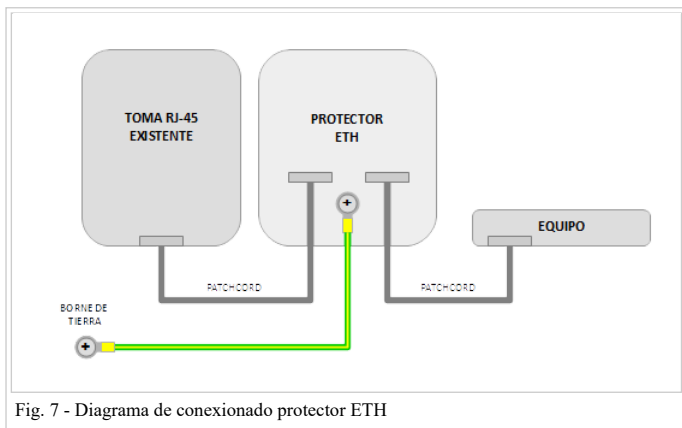 TOMA RJ-45
EXISTENTE
PROTECTOR
ETH
EQUIPO
PATCHCORD
PATCHCORD
BORNE DE
TIERRA
Fig. 7 - Diagrama de conexionado protector ETH